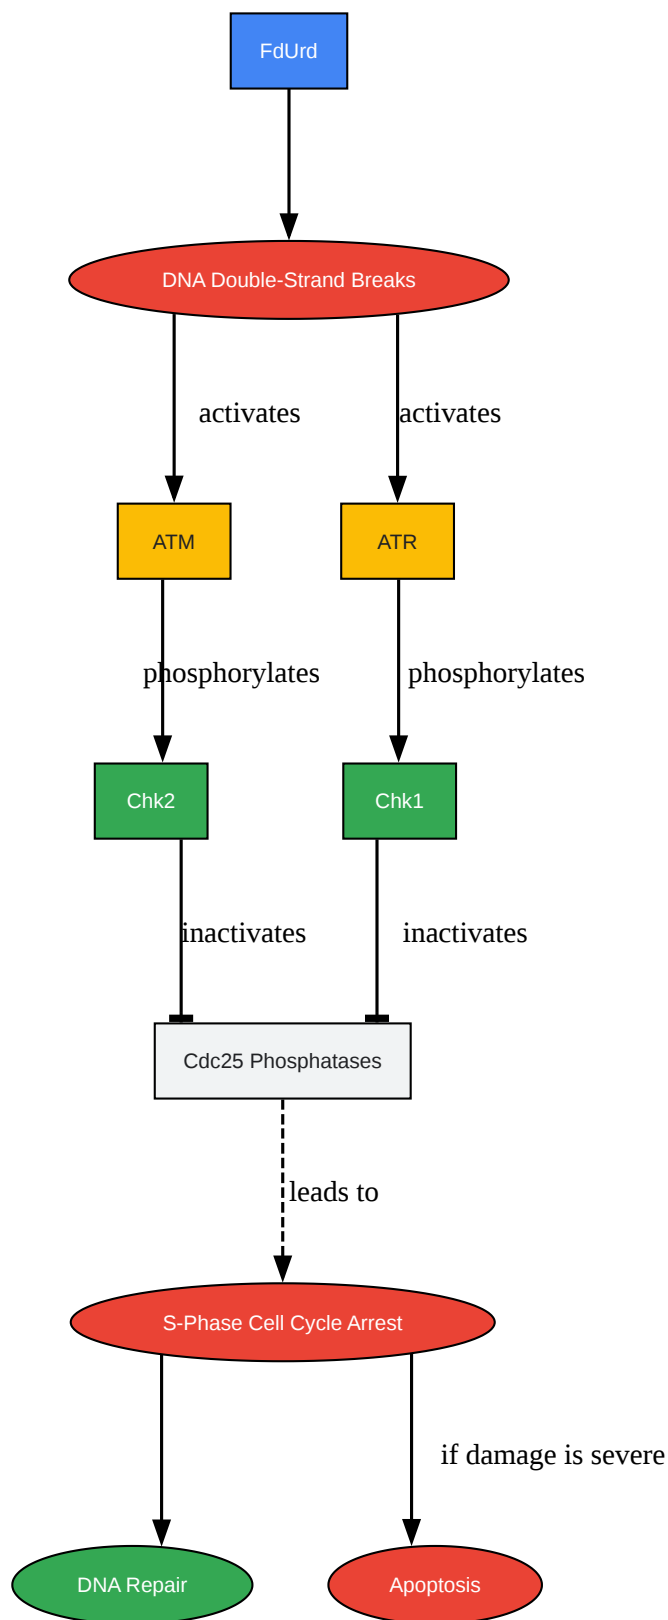 FdUrd
DNA Double-Strand Breaks
activates
activates
ATM
ATR
phosphorylates
phosphorylates
Chk2
Chk1
inactivates
inactivates
Cdc25 Phosphatases
leads to
S-Phase Cell Cycle Arrest
if damage is severe
DNA Repair
Apoptosis